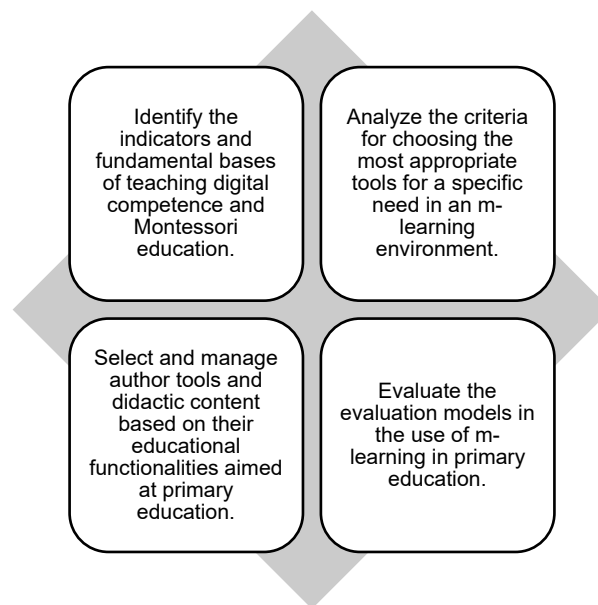 Identify the
indicators and
fundamental bases
of teaching digital
competence and
Montessori
education.
Analyze the criteria
for choosing the
most appropriate
tools for a specific
need in an m-
learning
environment.
Select and manage
author tools and
didactic content
based on their
educational
functionalities aimed
at primary
education.
Evaluate the
evaluation models in
the use of m-
learning in primary
education.